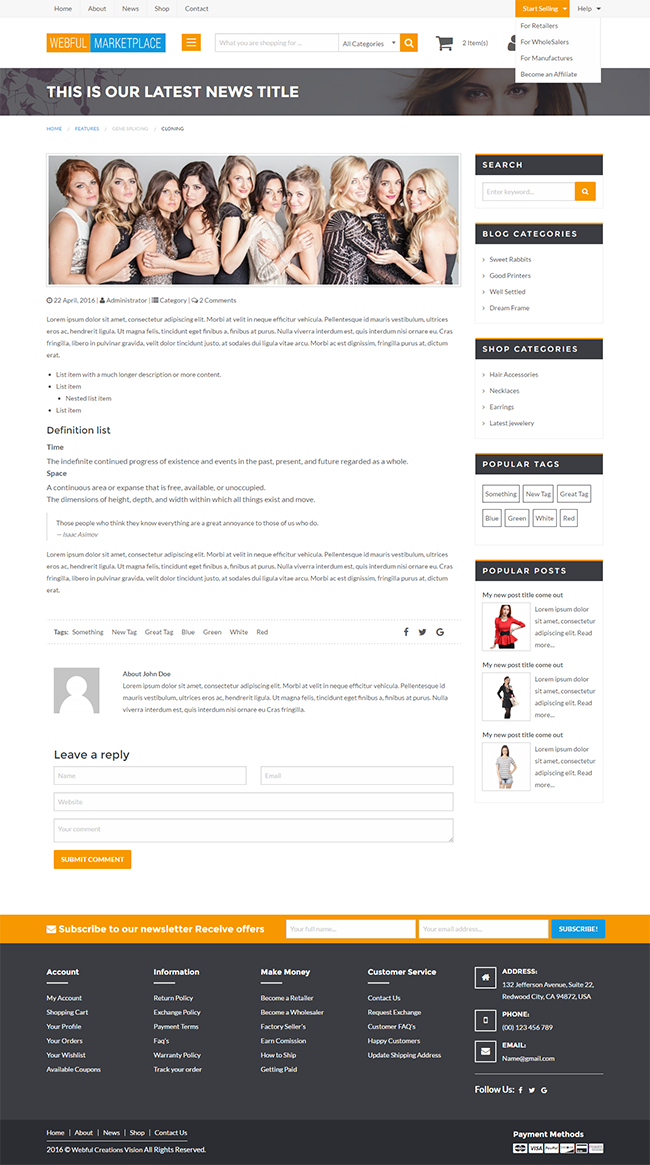 Home About News Shop Contact Start Selling Help
For Retailers
For WholeSalers
For Manufactures
Become an Affiliate
WEBFUL MARKETPLACE What you are shopping for ... All Categories 2 Item(s)
THIS IS OUR LATEST NEWS TITLE
HOME FEATURES GENE SPLICING CLONING
22 April, 2016 | Administrator | Category | 2 Comments
Lorem ipsum dolor sit amet, consectetur adipiscing elit. Morbi at velit in neque efficitur vehicula. Pellentesque id mauris vestibulum, ultrices
eros ac, hendrerit ligula. Ut magna felis, tincidunt eget finibus a, finibus at purus. Nulla viverra interdum est, quis interdum nisi ornare eu. Cras
fringilla, libero in pulvinar gravida, velit dolor tincidunt justo, at sodales dui ligula vitae arcu. Morbi ac est dignissim, fringilla purus at, dictum
erat.
• List item with a much longer description or more content.
• List item
• Nested list item
• List item
Definition list
Time
The indefinite continued progress of existence and events in the past, present, and future regarded as a whole.
Space
A continuous area or expanse that is free, available, or unoccupied.
The dimensions of height, depth, and width within which all things exist and move.
Those people who think they know everything are a great annoyance to those of us who do.
— Isaac Asimov
Lorem ipsum dolor sit amet, consectetur adipiscing elit. Morbi at velit in neque efficitur vehicula. Pellentesque id mauris vestibulum, ultrices
eros ac, hendrerit ligula. Ut magna felis, tincidunt eget finibus a, finibus at purus. Nulla viverra interdum est, quis interdum nisi ornare eu. Cras
fringilla, libero in pulvinar gravida, velit dolor tincidunt justo, at sodales dui ligula vitae arcu. Morbi ac est dignissim, fringilla purus at, dictum
erat.
Tags: Something New Tag Great Tag Blue Green White Red
About John Doe
Lorem ipsum dolor sit amet, consectetur adipiscing elit. Morbi at velit in neque efficitur vehicula. Pellentesque id
mauris vestibulum, ultrices eros ac, hendrerit ligula. Ut magna felis, tincidunt eget finibus a, finibus at purus. Nulla
viverra interdum est, quis interdum nisi ornare eu Cras fringilla.
Leave a reply
Name Email
Website
Your comment
SUBMIT COMMENT
SEARCH
Enter keyword...
BLOG CATEGORIES
Sweet Rabbits
Good Printers
Well Settled
Dream Frame
SHOP CATEGORIES
Hair Accessories
Necklaces
Earrings
Latest jewelery
POPULAR TAGS
Something New Tag Great Tag
Blue Green White Red
POPULAR POSTS
My new post title come out
Lorem ipsum dolor
sit amet, consectetur
adipiscing elit. Read
more...
My new post title come out
Lorem ipsum dolor
sit amet, consectetur
adipiscing elit. Read
more...
My new post title come out
Lorem ipsum dolor
sit amet, consectetur
adipiscing elit. Read
more...
Subscribe to our newsletter Receive offers Your full name... Your email address... SUBSCRIBE!
Account
My Account
Shopping Cart
Your Profile
Your Orders
Your Wishlist
Available Coupons
Information
Return Policy
Exchange Policy
Payment Terms
Faq's
Warranty Policy
Track your order
Make Money
Become a Retailer
Become a Wholesaler
Factory Seller's
Earn Comission
How to Ship
Getting Paid
Customer Service
Contact Us
Request Exchange
Customer FAQ's
Happy Customers
Update Shipping Address
ADDRESS:
132 Jefferson Avenue, Suite 22,
Redwood City, CA 94872, USA
PHONE:
(00) 123 456 789
EMAIL:
Name@gmail.com
Follow Us:
Home | About | News | Shop | Contact Us
2016 © Webful Creations Vision All Rights Reserved.
Payment Methods